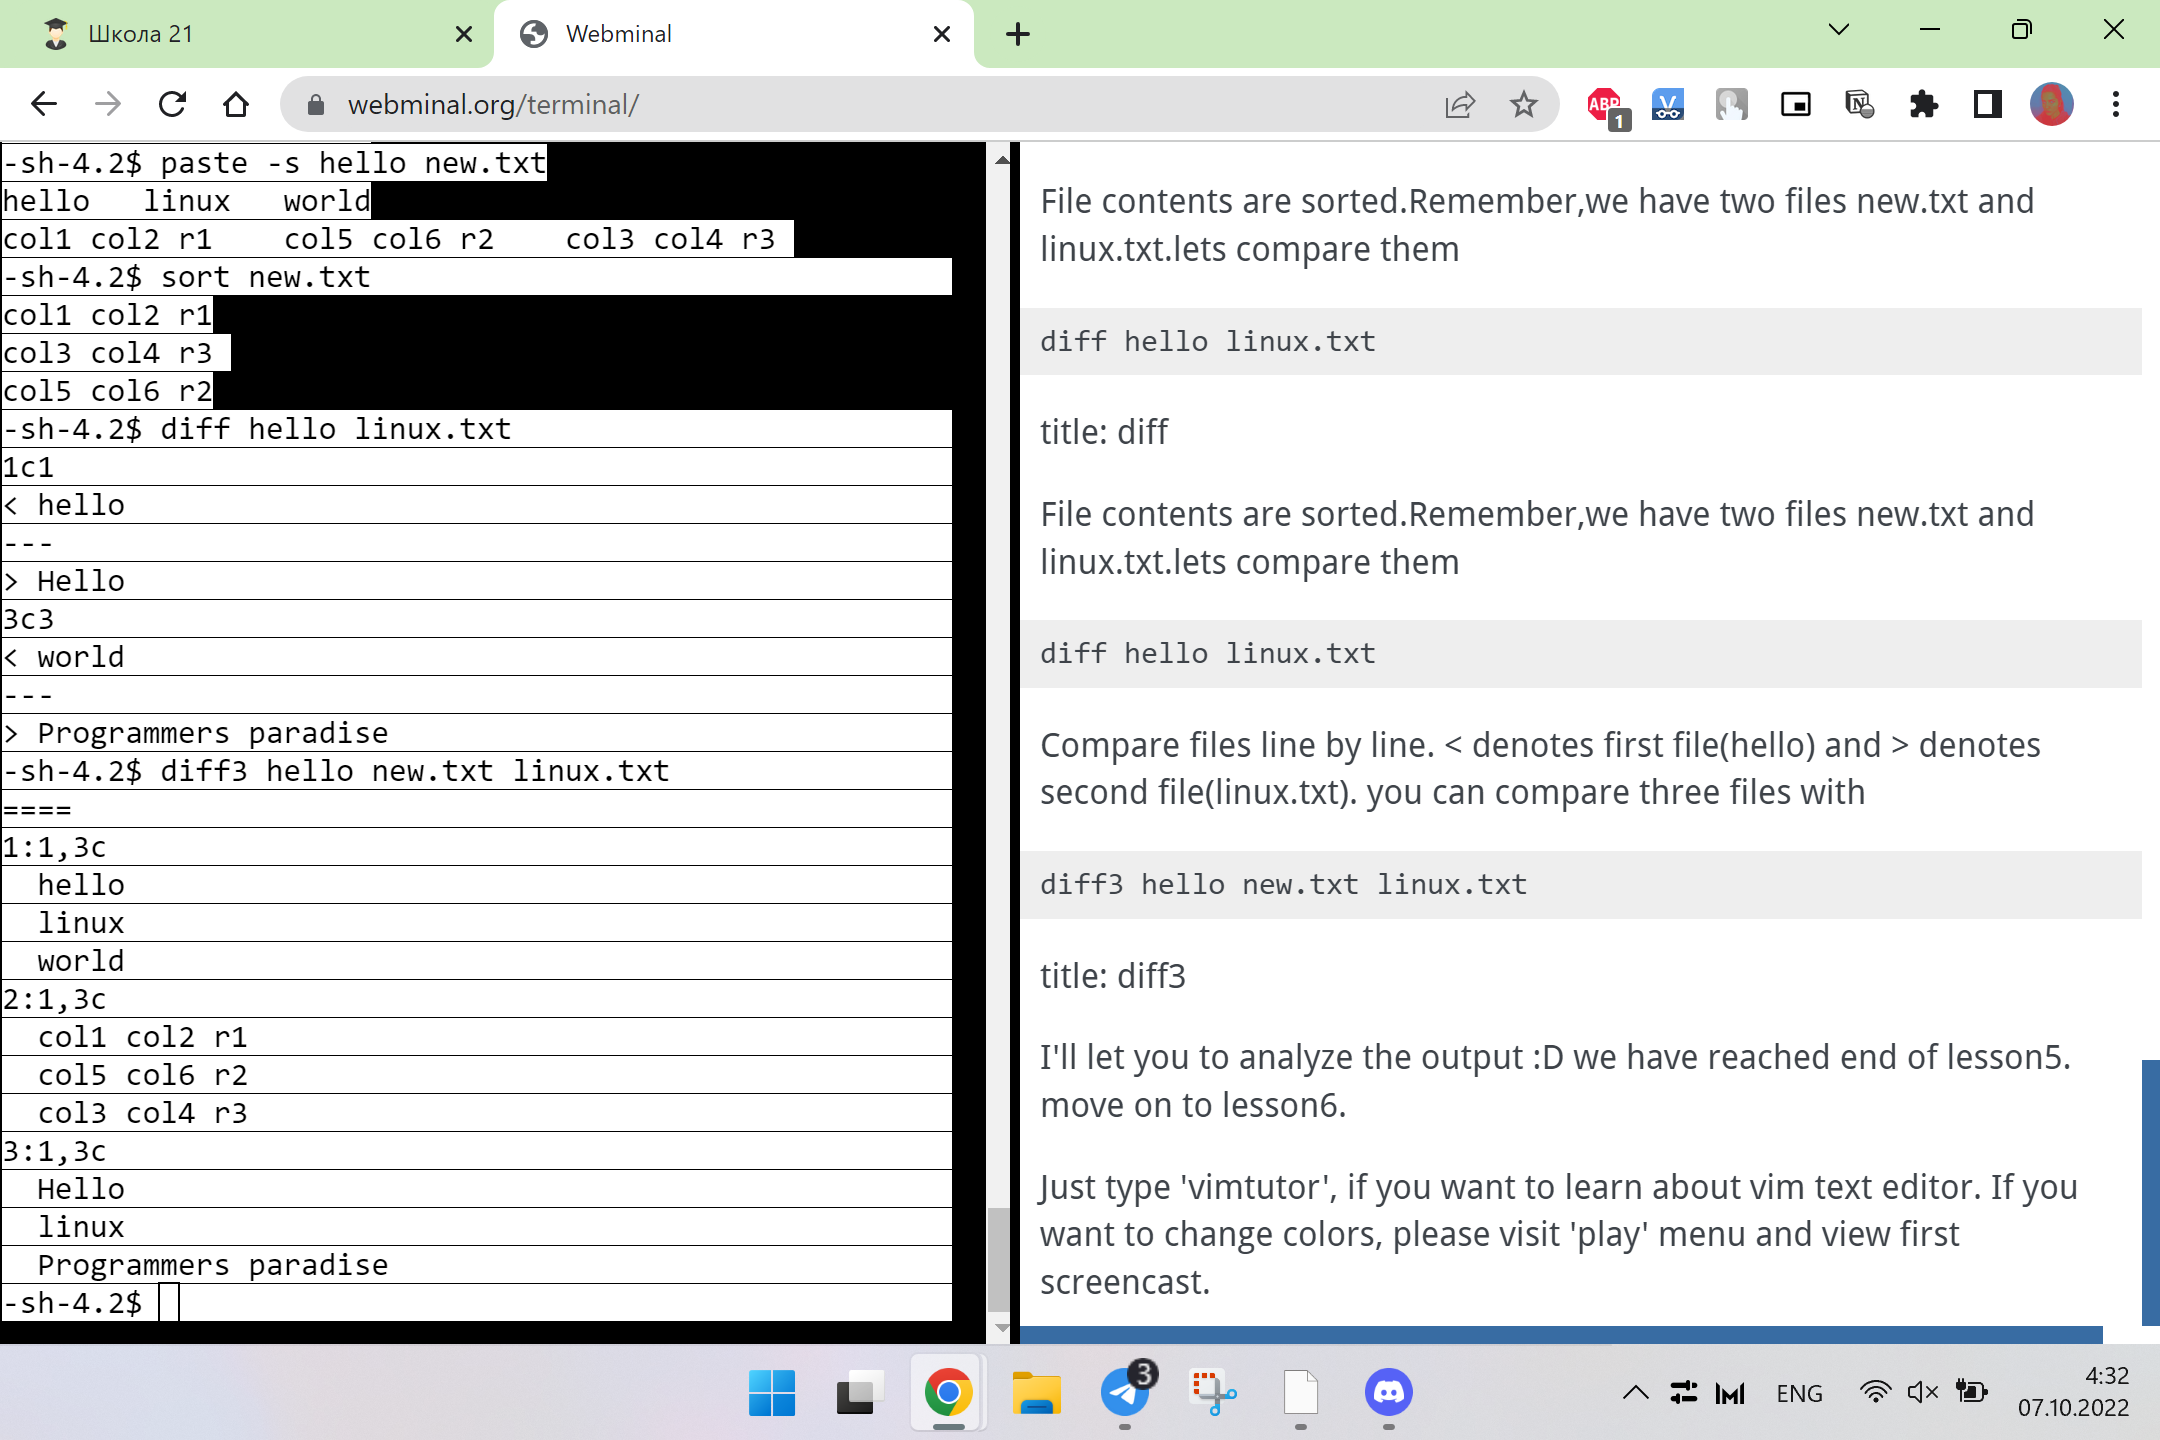 Школа 21
Webminal
webminal.org/terminal/
ABP
1
-sh-4.2$ paste -s hello new.txt
hello   linux   world
col1 col2 r1    col5 col6 r2    col3 col4 r3
-sh-4.2$ sort new.txt
col1 col2 r1
col3 col4 r3
col5 col6 r2
-sh-4.2$ diff hello linux.txt
1c1
< hello
---
> Hello
3c3
< world
---
> Programmers paradise
-sh-4.2$ diff3 hello new.txt linux.txt
====
1:1,3c
  hello
  linux
  world
2:1,3c
  col1 col2 r1
  col5 col6 r2
  col3 col4 r3
3:1,3c
  Hello
  linux
  Programmers paradise
-sh-4.2$
File contents are sorted.Remember,we have two files new.txt and
linux.txt.lets compare them
diff hello linux.txt
title: diff
File contents are sorted.Remember,we have two files new.txt and
linux.txt.lets compare them
diff hello linux.txt
Compare files line by line. < denotes first file(hello) and > denotes
second file(linux.txt). you can compare three files with
diff3 hello new.txt linux.txt
title: diff3
I'll let you to analyze the output :D we have reached end of lesson5.
move on to lesson6.
Just type 'vimtutor', if you want to learn about vim text editor. If you
want to change colors, please visit 'play' menu and view first
screencast.
3
ENG
4:32
07.10.2022